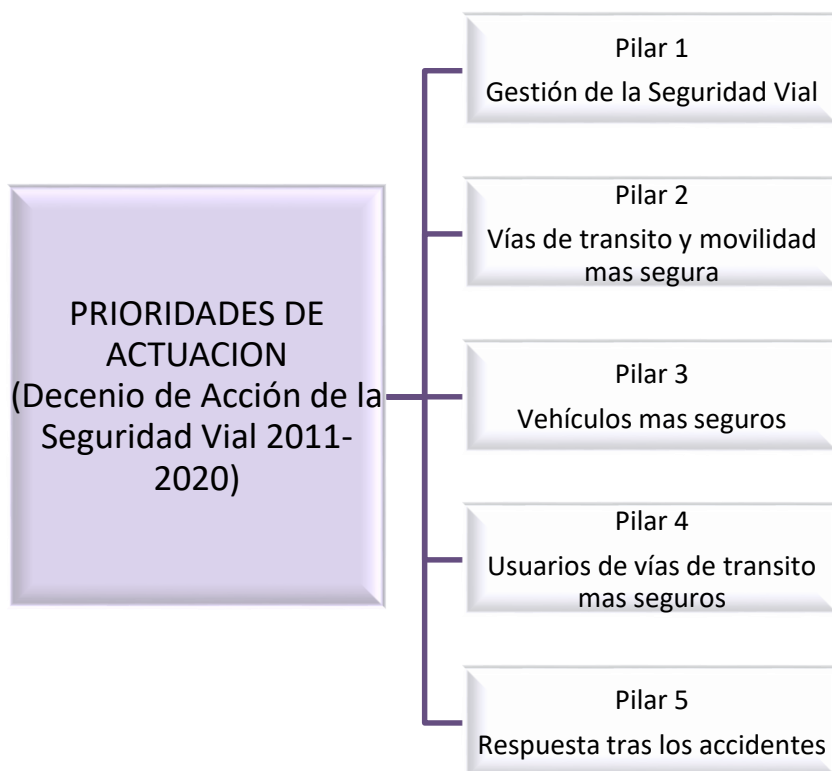 PRIORIDADES DE
ACTUACION
(Decenio de Acción de la
Seguridad Vial 2011-
2020)
Pilar 1
Gestión de la Seguridad Vial
Pilar 2
Vías de transito y movilidad
mas segura
Pilar 3
Vehículos mas seguros
Pilar 4
Usuarios de vías de transito
mas seguros
Pilar 5
Respuesta tras los accidentes